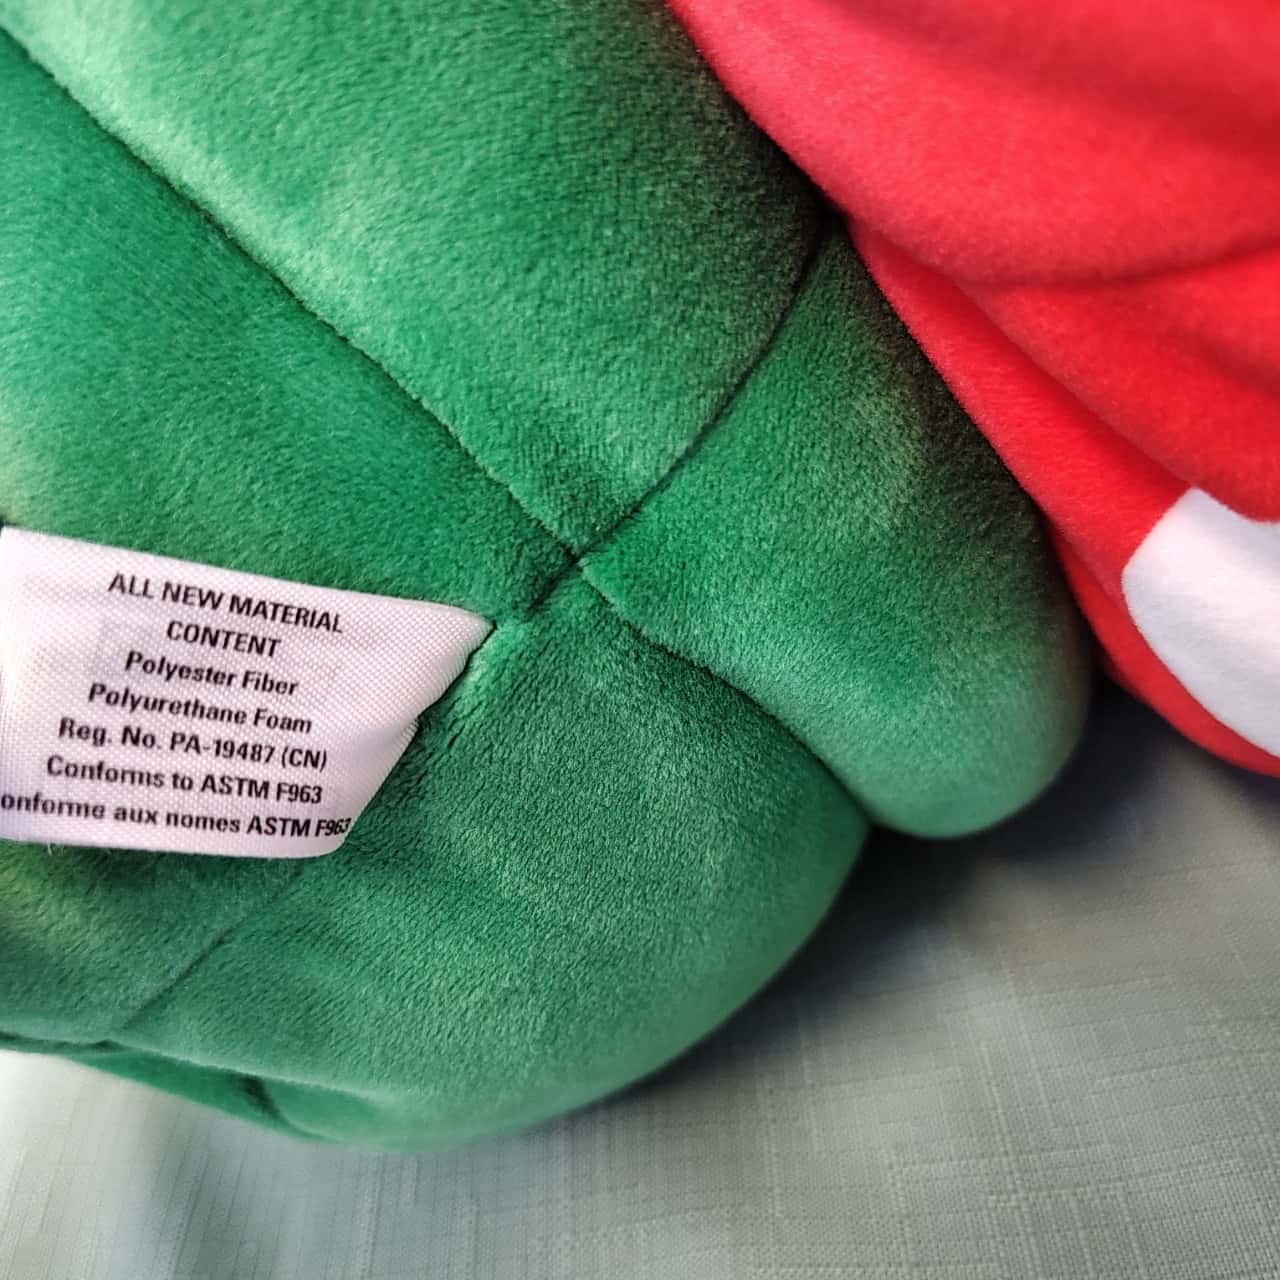 ALL NEW MATERIAL
CONTENT
Polyester Fiber
Polyurethane Foam
Reg. No. PA-19487 (CN)
Conforms to ASTM F963
onforme aux nomes ASTM F963